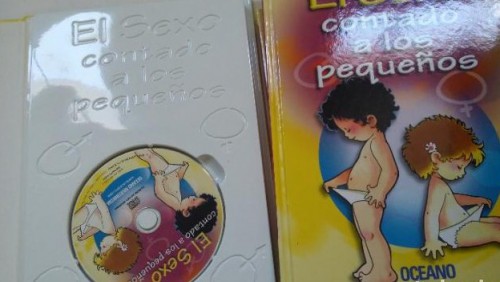 El Sexo
contado
a los
pequeños
El Sexo
contado a los pequeños
contado
a los
pequeños
OCEANO